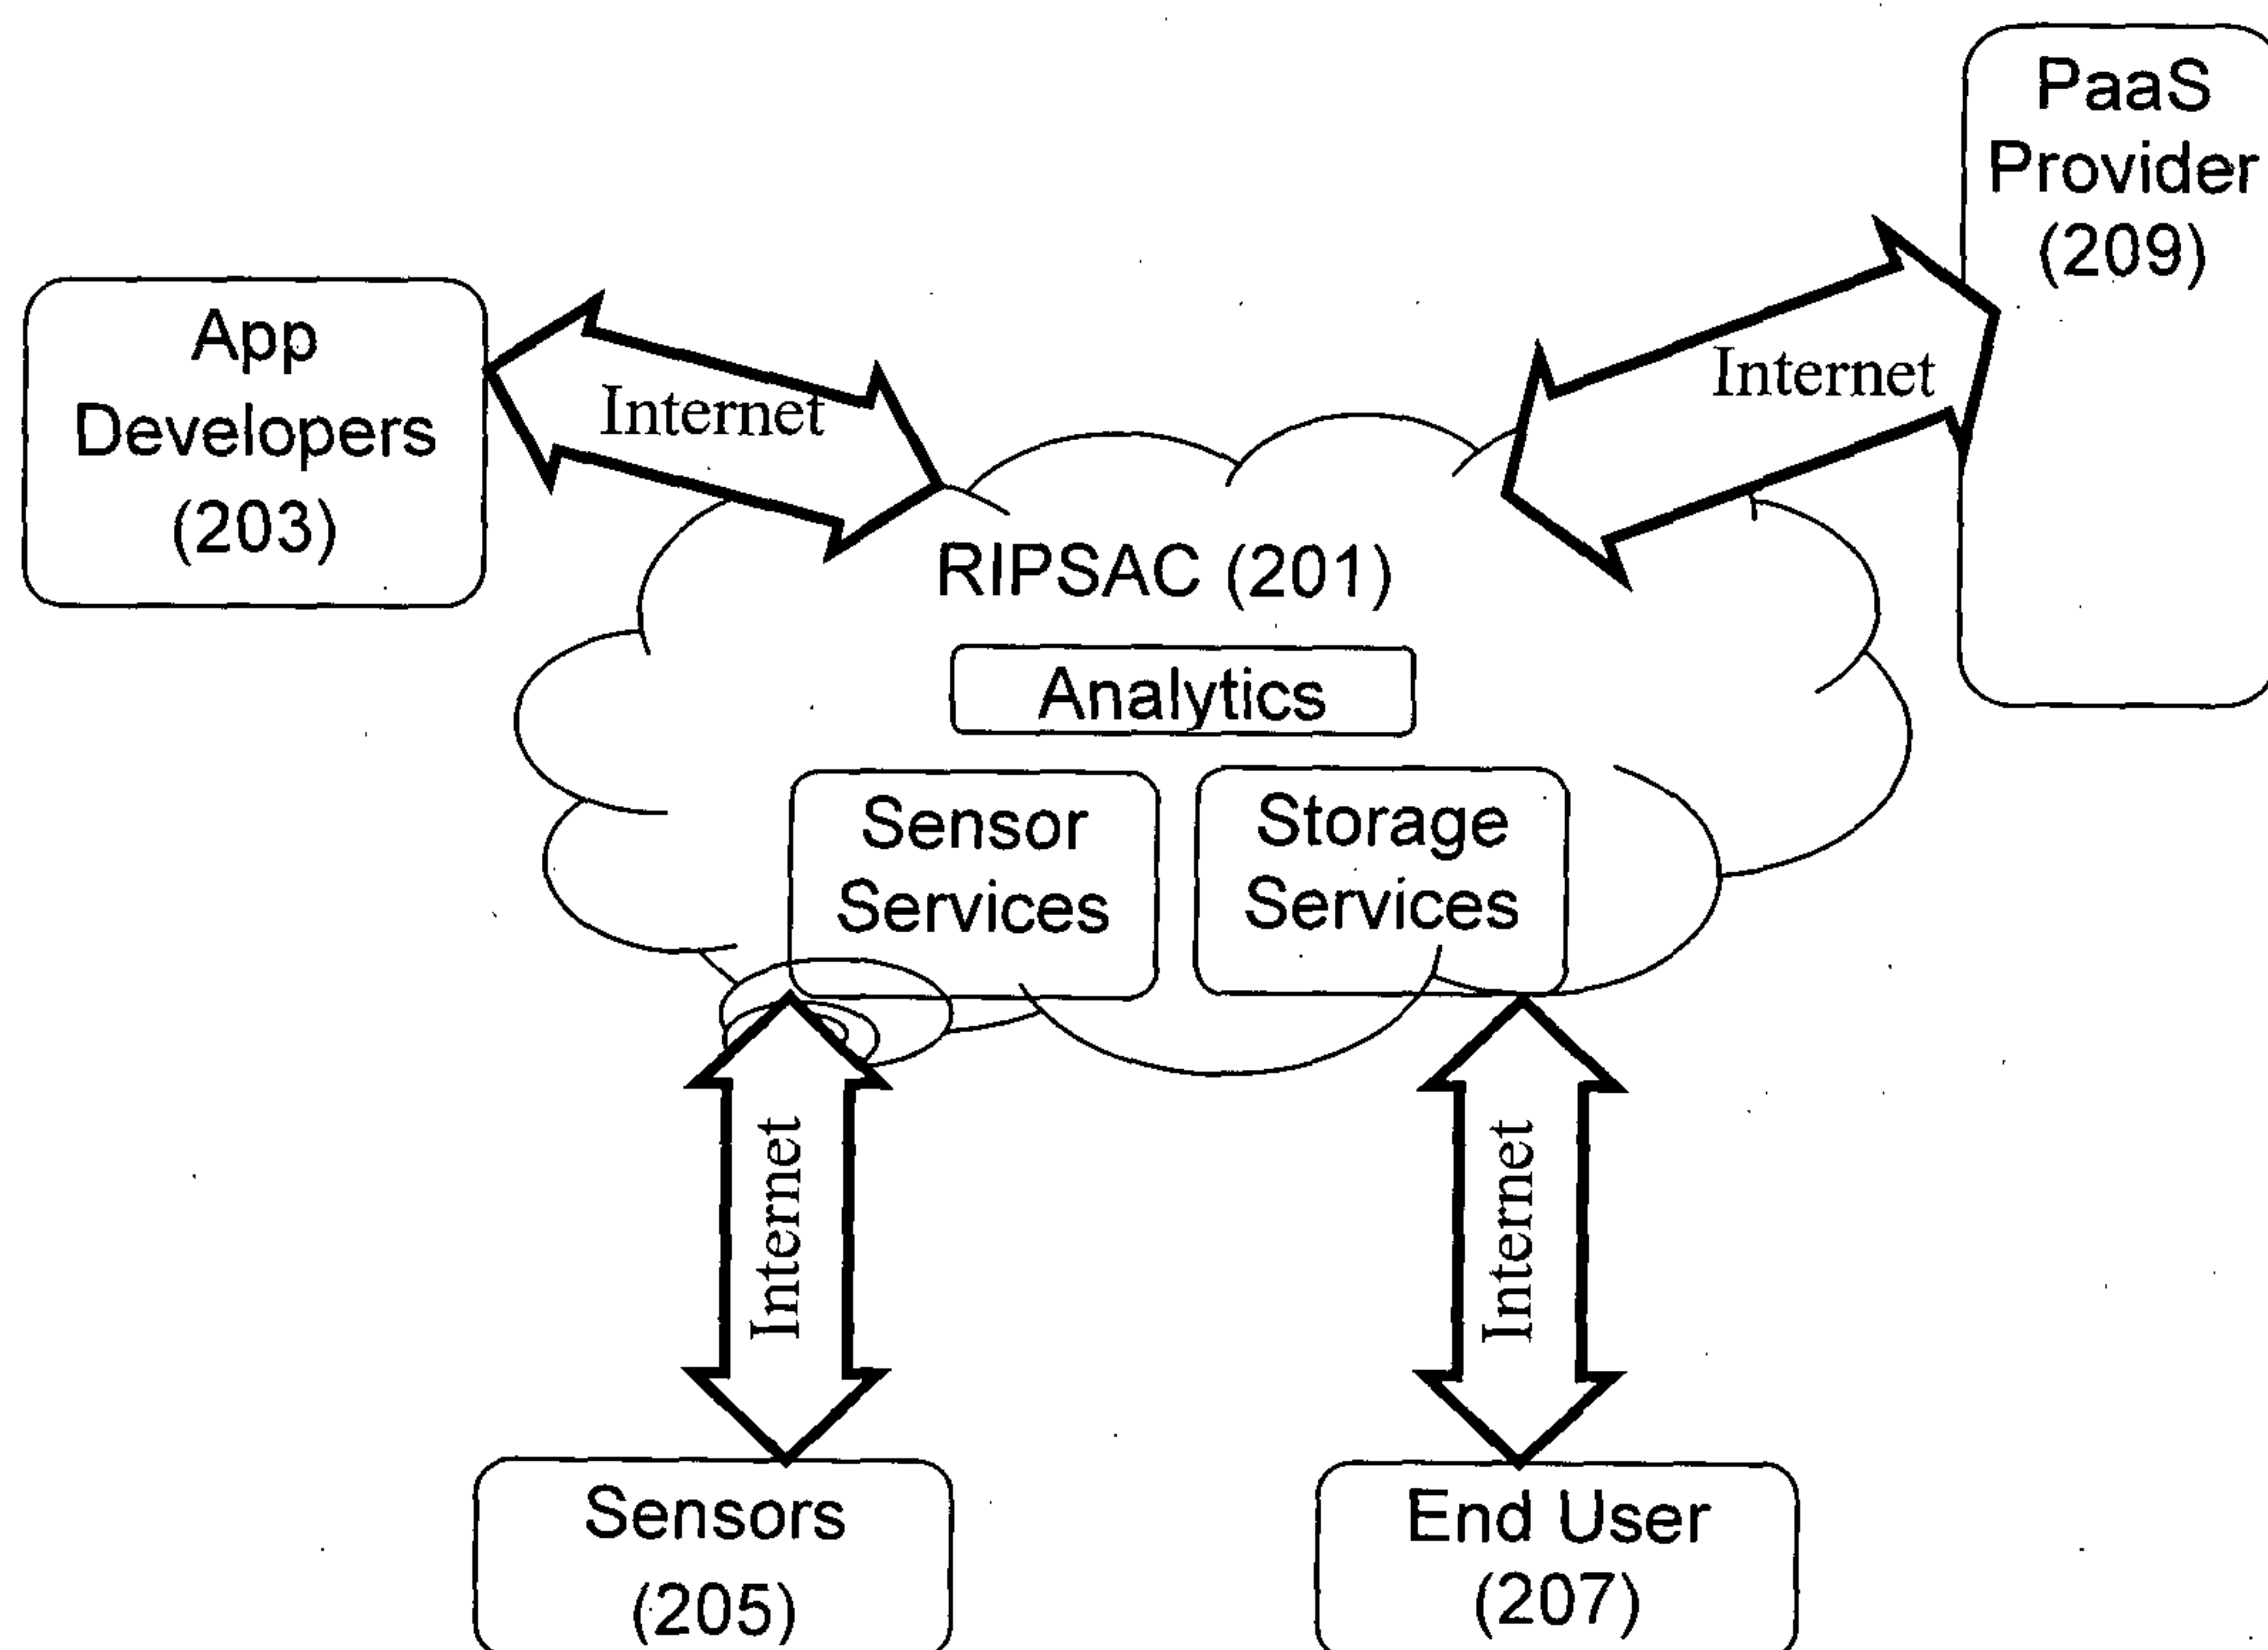 PaaS
Provider
(209)
App
Developers
(203)
Internet
Internet
RIPSAC (201)
Analytics
Sensor
Services
Storage
Services
Internet
Internet
Sensors
(205)
End User
(207)